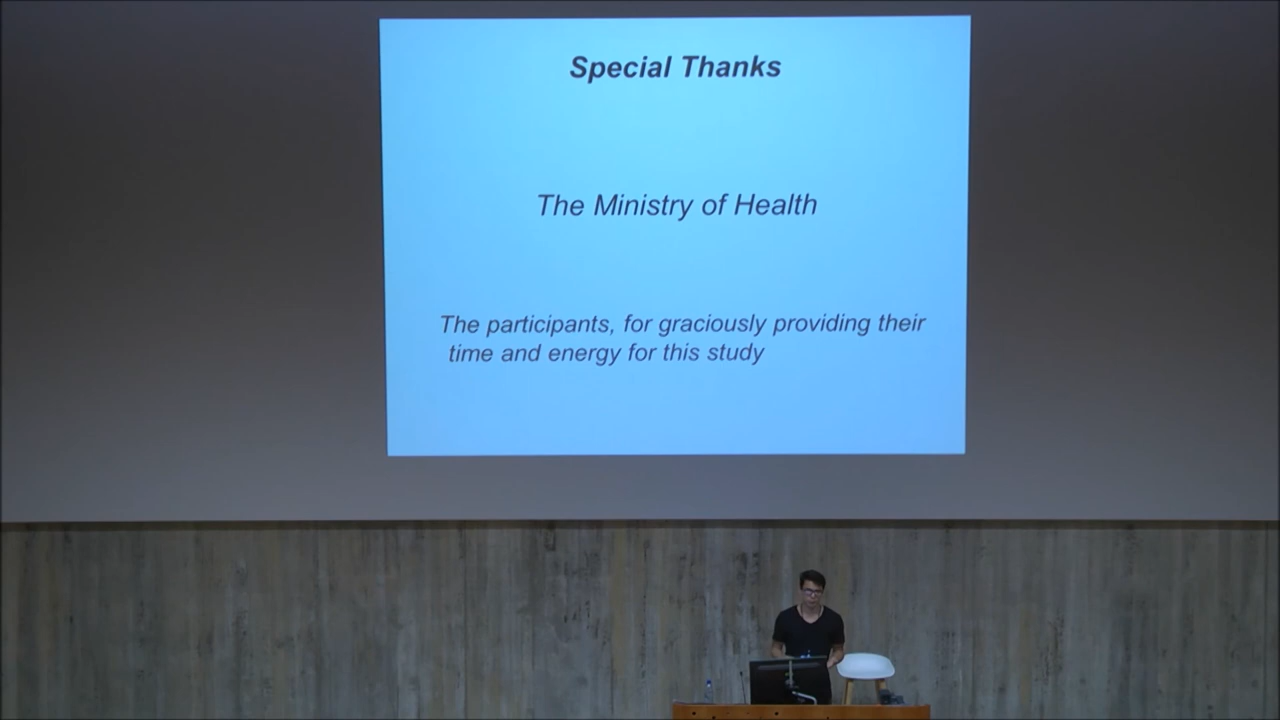 Special Thanks
The Ministry of Health
The participants, for graciously providing their
time and energy for this study